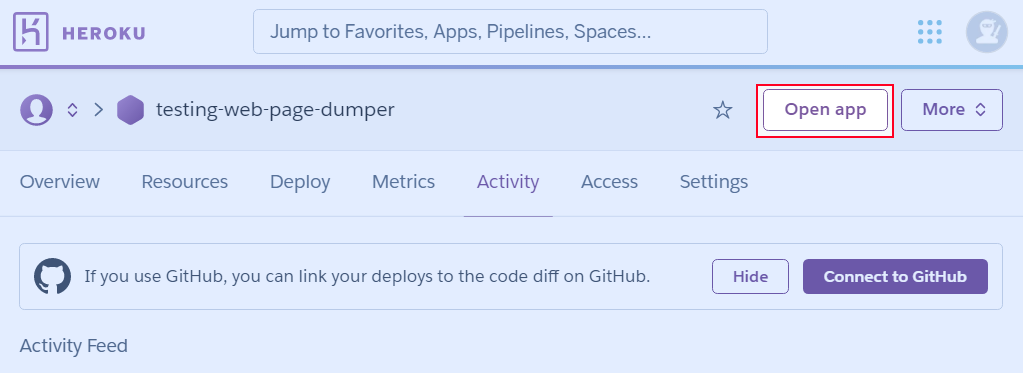 HEROKU
Jump to Favorites, Apps, Pipelines, Spaces...
testing-web-page-dumper
Open app
More
Overview Resources Deploy Metrics Activity Access Settings
If you use GitHub, you can link your deploys to the code diff on GitHub.
Hide
Connect to GitHub
Activity Feed